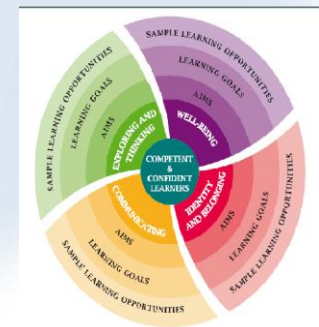 SAMPLE LEARNING OPPORTUNITIES
LEARNING GOALS
AIMS
EXPLORING AND
THINKING
SAMPLE LEARNING OPPORTUNITIES
LEARNING GOALS
AIMS
WELL-BEING
COMPETENT
&
CONFIDENT
LEARNERS
COMMUNICATING
AIMS
LEARNING GOALS
SAMPLE LEARNING OPPORTUNITIES
IDENTITY
AND BELONGING
AIMS
LEARNING GOALS
SAMPLE LEARNING OPPORTUNITIES